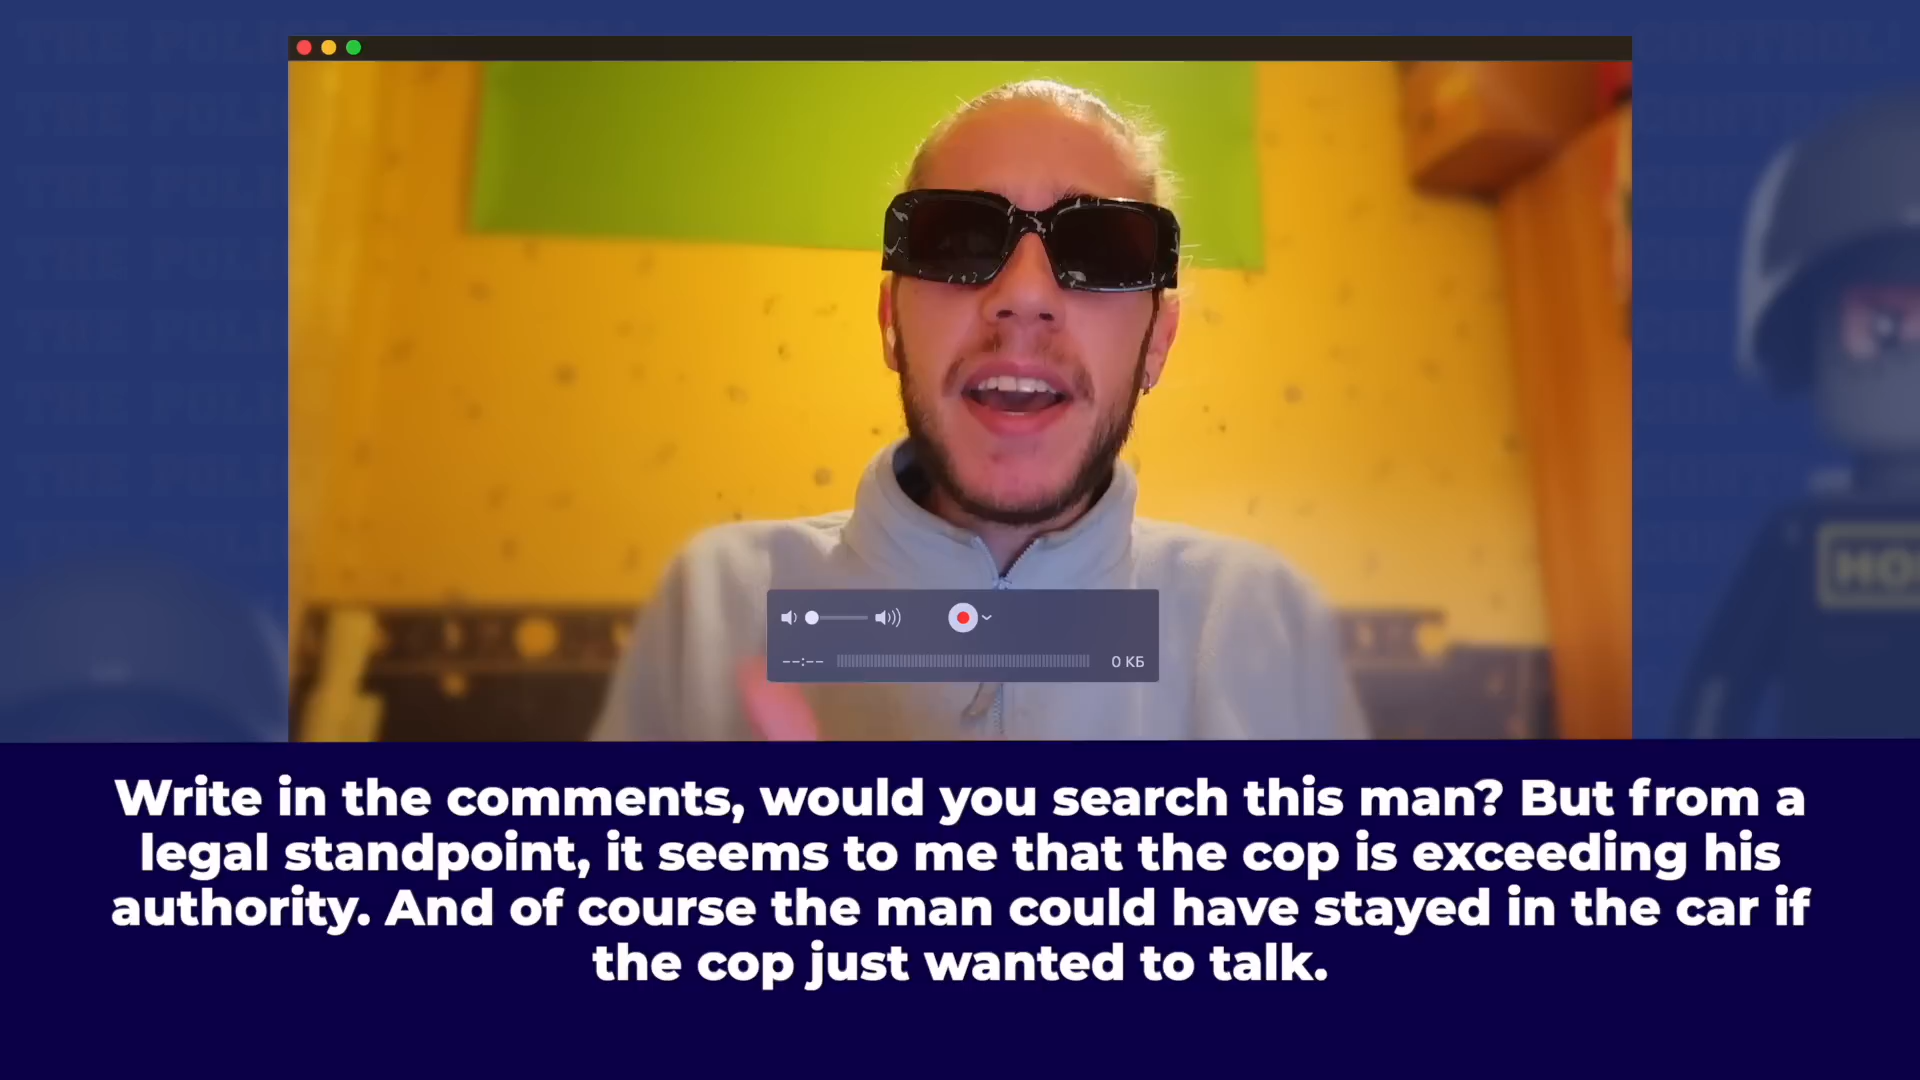 --:--
0 КБ
Write in the comments, would you search this man? But from a
legal standpoint, it seems to me that the cop is exceeding his
authority. And of course the man could have stayed in the car if
the cop just wanted to talk.